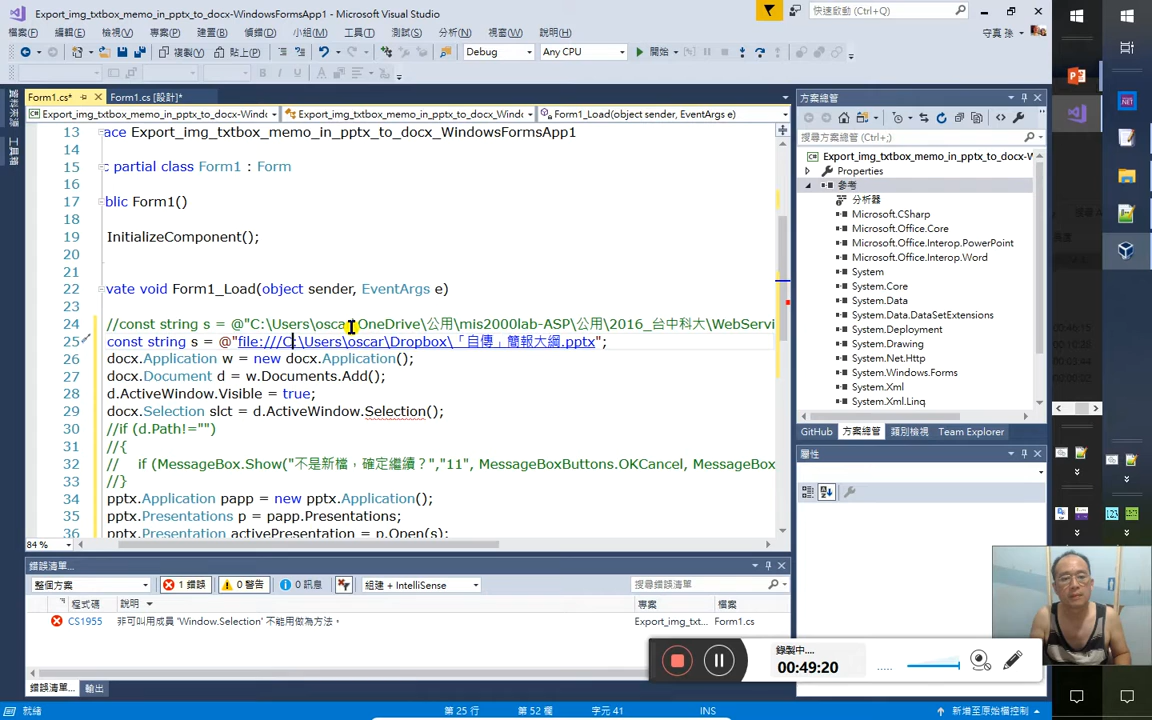 Export_img_txtbox_memo_in_pptx_to_docx-WindowsFormsApp1 - Microsoft Visual Studio
快速啟動 (Ctrl+Q)
檔案(F) 編輯(E) 檢視(V) 專案(P) 建置(B) 偵錯(D) 小組(M) 工具(T) 測試(S) 分析(N) 視窗(W) 說明(H)
守真 孫
複製(Y) 貼上(P) Debug Any CPU 開始
Form1.cs* Form1.cs [設計]*
Export_img_txtbox_memo_in_pptx_to_docx-Wind Export_img_txtbox_memo_in_pptx_to_docx_Wind Form1_Load(object sender, EventArgs e)
13 ace Export_img_txtbox_memo_in_pptx_to_docx_WindowsFormsApp1
14
15 c partial class Form1 : Form
16
17 blic Form1()
18
19 InitializeComponent();
20
21
22 vate void Form1_Load(object sender, EventArgs e)
23
24 //const string s = @"C:\Users\oscar\OneDrive\公用\mis2000lab-ASP\公用\2016_台中科大\WebServi
25 const string s = @"file:///C:\Users\oscar\Dropbox\「自傳」簡報大綱.pptx";
26 docx.Application w = new docx.Application();
27 docx.Document d = w.Documents.Add();
28 d.ActiveWindow.Visible = true;
29 docx.Selection slct = d.ActiveWindow.Selection();
30 //if (d.Path!="")
31 //{
32 // if (MessageBox.Show("不是新檔，確定繼續？","11", MessageBoxButtons.OKCancel, MessageBox
33 //}
34 pptx.Application papp = new pptx.Application();
35 pptx.Presentations p = papp.Presentations;
36 pptx.Presentation activePresentation = p.Open(s);
84 %
方案總管
搜尋方案總管 (Ctrl+;)
Export_img_txtbox_memo_in_pptx_to_docx-Wi
Properties
參考
分析器
Microsoft.CSharp
Microsoft.Office.Core
Microsoft.Office.Interop.PowerPoint
Microsoft.Office.Interop.Word
System
System.Core
System.Data
System.Data.DataSetExtensions
System.Deployment
System.Drawing
System.Net.Http
System.Windows.Forms
System.Xml
System.Xml.Linq
GitHub 方案總管 類別檢視 Team Explorer
屬性
資料來源
工具箱
錯誤清單...
整個方案 1 錯誤 0 警告 0 訊息 組建 + IntelliSense 搜尋錯誤清單
程式碼 說明 專案 檔案
CS1955 非可叫用成員 'Window.Selection' 不能用做為方法。 Export_img_txt... Form1.cs
錯誤清單... 輸出
錄製中...
00:49:20
就緒 第 25 行 第 52 欄 字元 41 INS 新增至原始檔控制